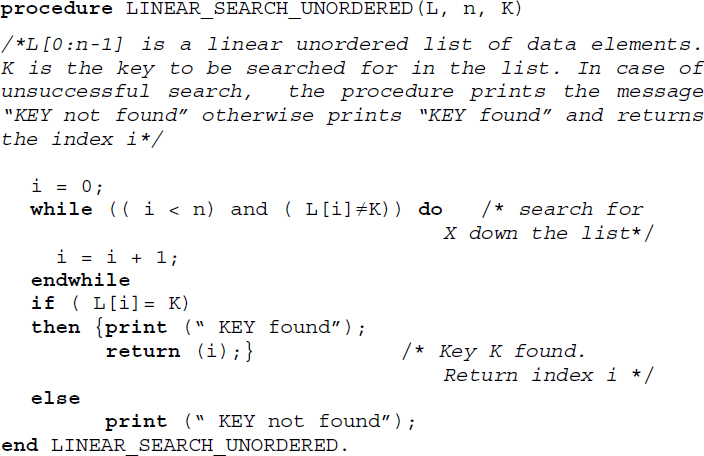 procedure LINEAR_SEARCH_UNORDERED(L, n, K)
/*L[0:n-1] is a linear unordered list of data elements.
K is the key to be searched for in the list. In case of
unsuccessful search, the procedure prints the message
“KEY not found” otherwise prints “KEY found” and returns
the index i*/
i = 0;
while (( i < n) and ( L[i]≠K)) do /* search for
X down the list*/
i = i + 1;
endwhile
if ( L[i]= K)
then {print (“ KEY found”);
return (i);} /* Key K found.
Return index i */
else
print (“ KEY not found”);
end LINEAR_SEARCH_UNORDERED.